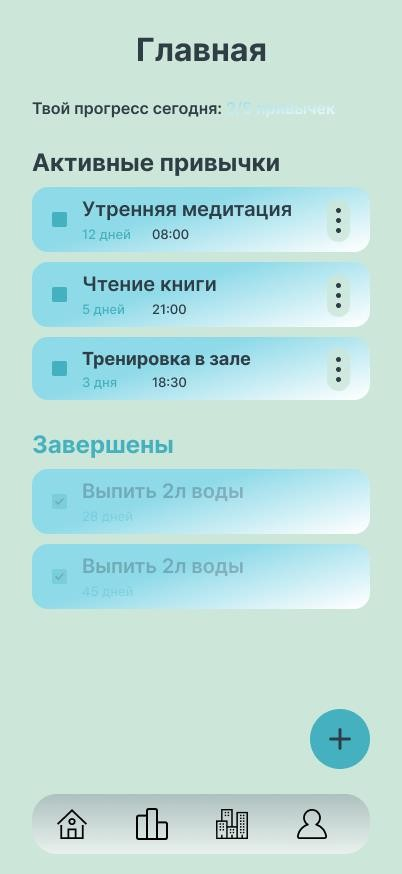 Главная
Твой прогресс сегодня: 2/5 привычек
Активные привычки
Утренняя медитация
12 дней 08:00
Чтение книги
5 дней 21:00
Тренировка в зале
3 дня 18:30
Завершены
Выпить 2л воды
28 дней
Выпить 2л воды
45 дней